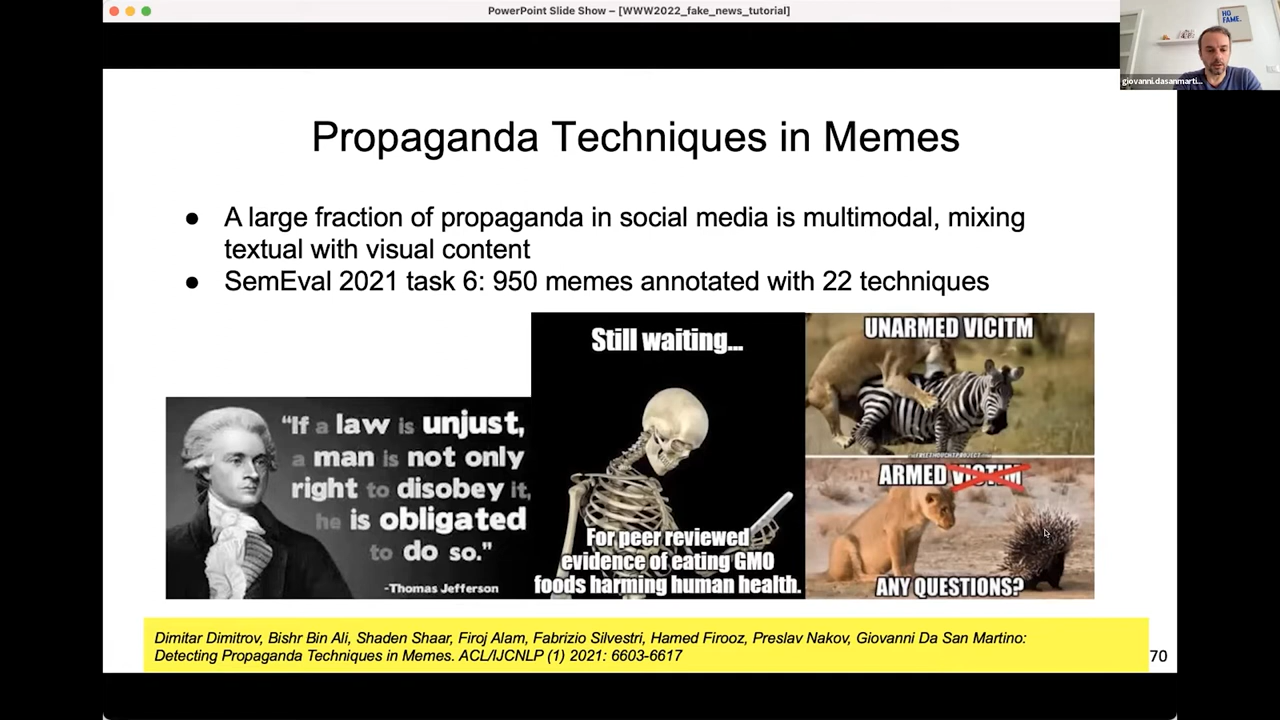 PowerPoint Slide Show – [WWW2022_fake_news_tutorial]
HO
FAME.
giovanni.dasanmarti...
Propaganda Techniques in Memes
● A large fraction of propaganda in social media is multimodal, mixing
textual with visual content
● SemEval 2021 task 6: 950 memes annotated with 22 techniques
“If a law is unjust,
a man is not only
right to disobey it,
he is obligated
to do so.”
-Thomas Jefferson
Still waiting...
For peer reviewed
evidence of eating GMO
foods harming human health.
UNARMED VICITM
ARMED VICTIM
ANY QUESTIONS?
Dimitar Dimitrov, Bishr Bin Ali, Shaden Shaar, Firoj Alam, Fabrizio Silvestri, Hamed Firooz, Preslav Nakov, Giovanni Da San Martino:
Detecting Propaganda Techniques in Memes. ACL/IJCNLP (1) 2021: 6603-6617
70